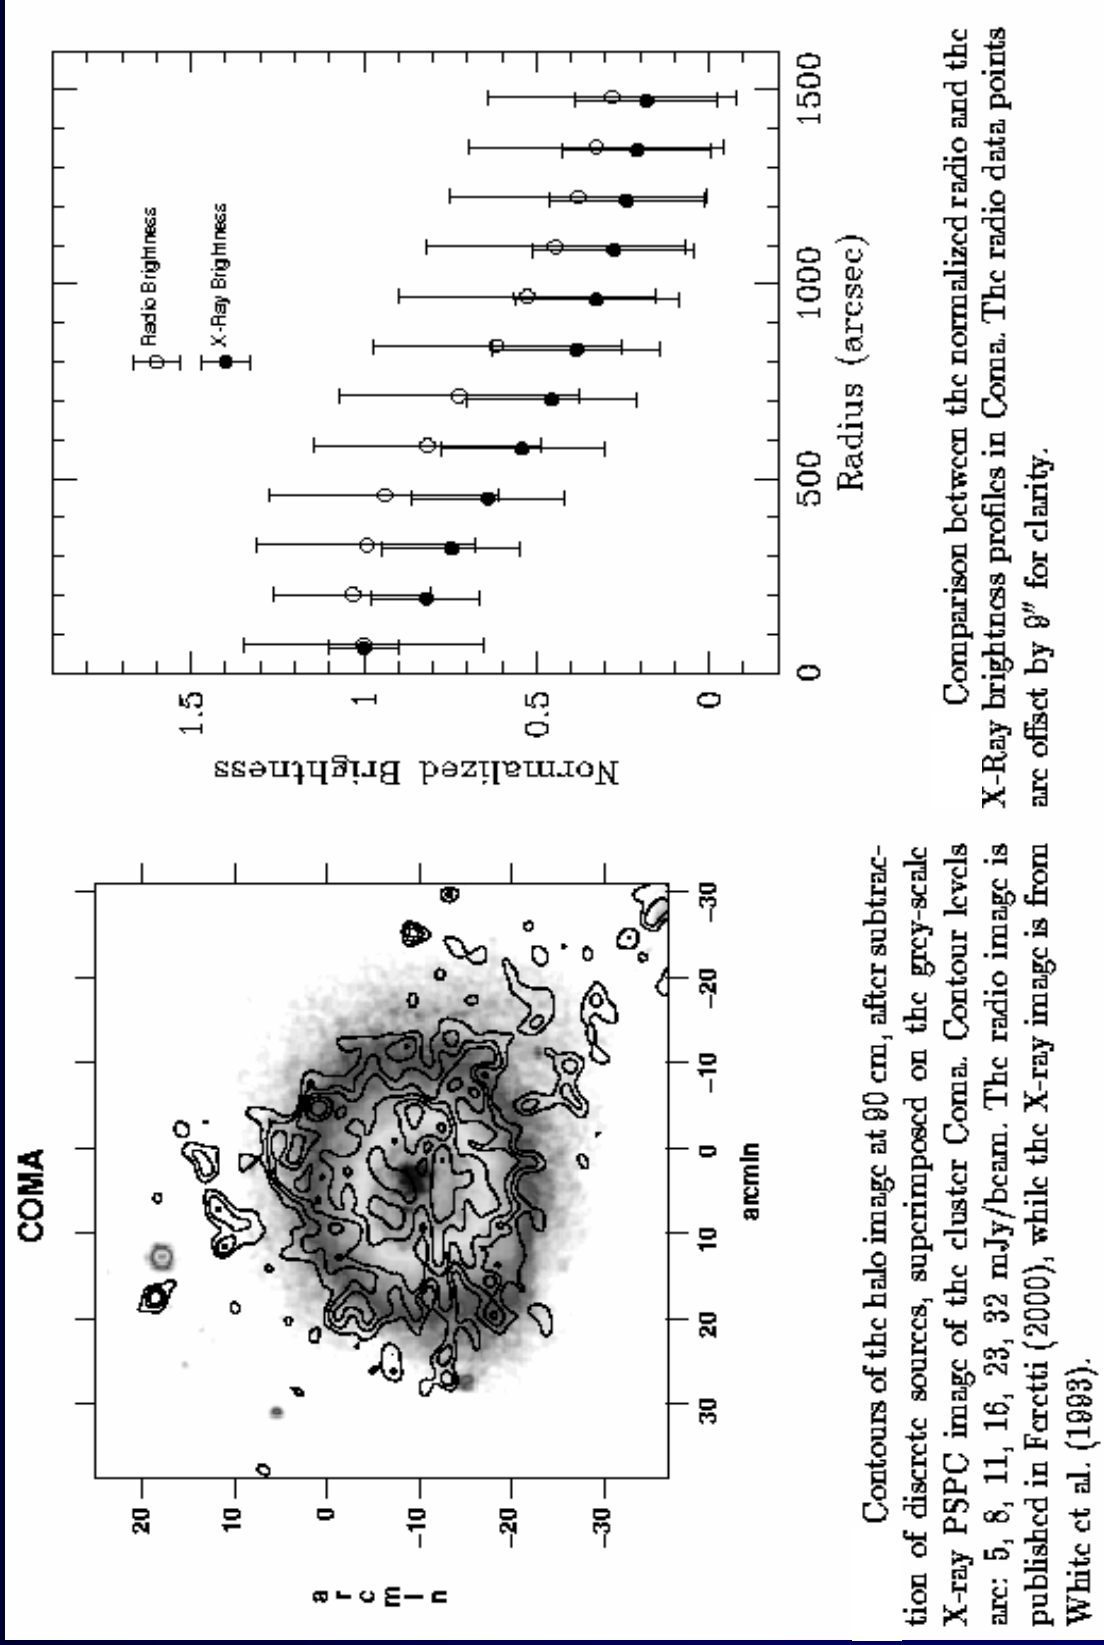 COMA
20
10
0
-10
-20
-30
arcmin
30
20
10
0
-10
-20
-30
arcmin
Contours of the halo image at 90 cm, after subtrac-
tion of discrete sources, superimposed on the grey-scale
X-ray PSPC image of the cluster Coma. Contour levels
are: 5, 8, 11, 16, 23, 32 mJy/beam. The radio image is
published in Feretti (2000), while the X-ray image is from
White et al. (1993).
Normalized Brightness
1.5
1
0.5
0
Radio Brightness
X-Ray Brightness
0
500
1000
1500
Radius (arcsec)
Comparison between the normalized radio and the
X-Ray brightness profiles in Coma. The radio data points
are offset by 9″ for clarity.